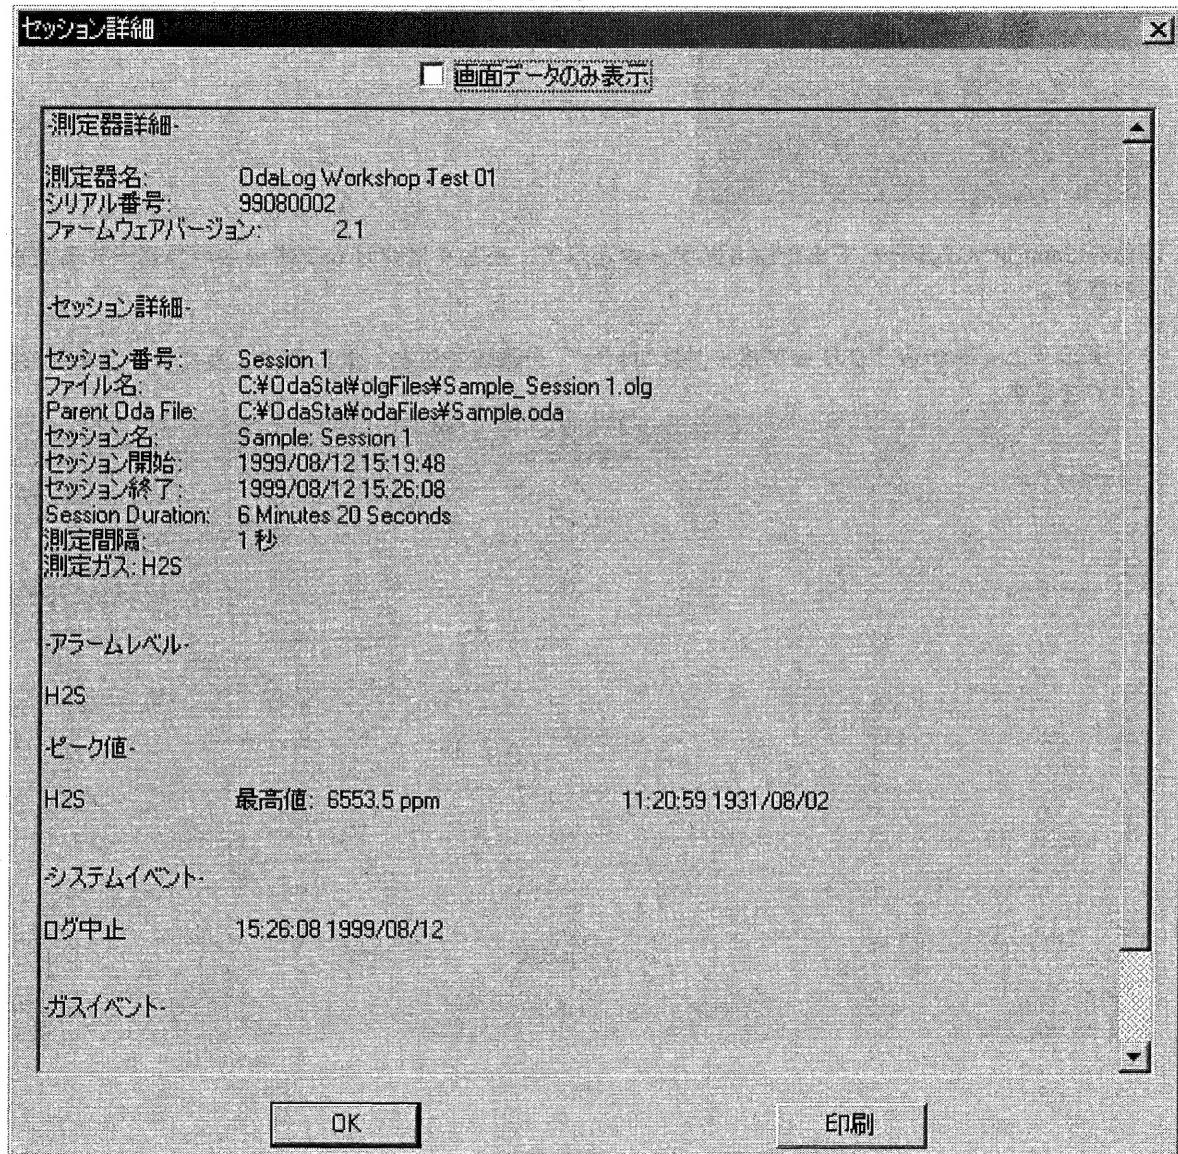 セッション詳細
画面データのみ表示
-測定器詳細-
測定器名: OdaLog Workshop Test 01
シリアル番号: 99080002
ファームウェアバージョン: 2.1
-セッション詳細-
セッション番号: Session 1
ファイル名: C:¥OdaStat¥olgFiles¥Sample_Session 1.olg
Parent Oda File: C:¥OdaStat¥odaFiles¥Sample.oda
セッション名: Sample: Session 1
セッション開始: 1999/08/12 15:19:48
セッション終了: 1999/08/12 15:26:08
Session Duration: 6 Minutes 20 Seconds
測定間隔: 1 秒
測定ガス: H2S
-アラームレベル-
H2S
-ピーク値-
H2S 最高値: 6553.5 ppm 11:20:59 1931/08/02
-システムイベント-
ログ中止 15:26:08 1999/08/12
-ガスイベント-
OK 印刷